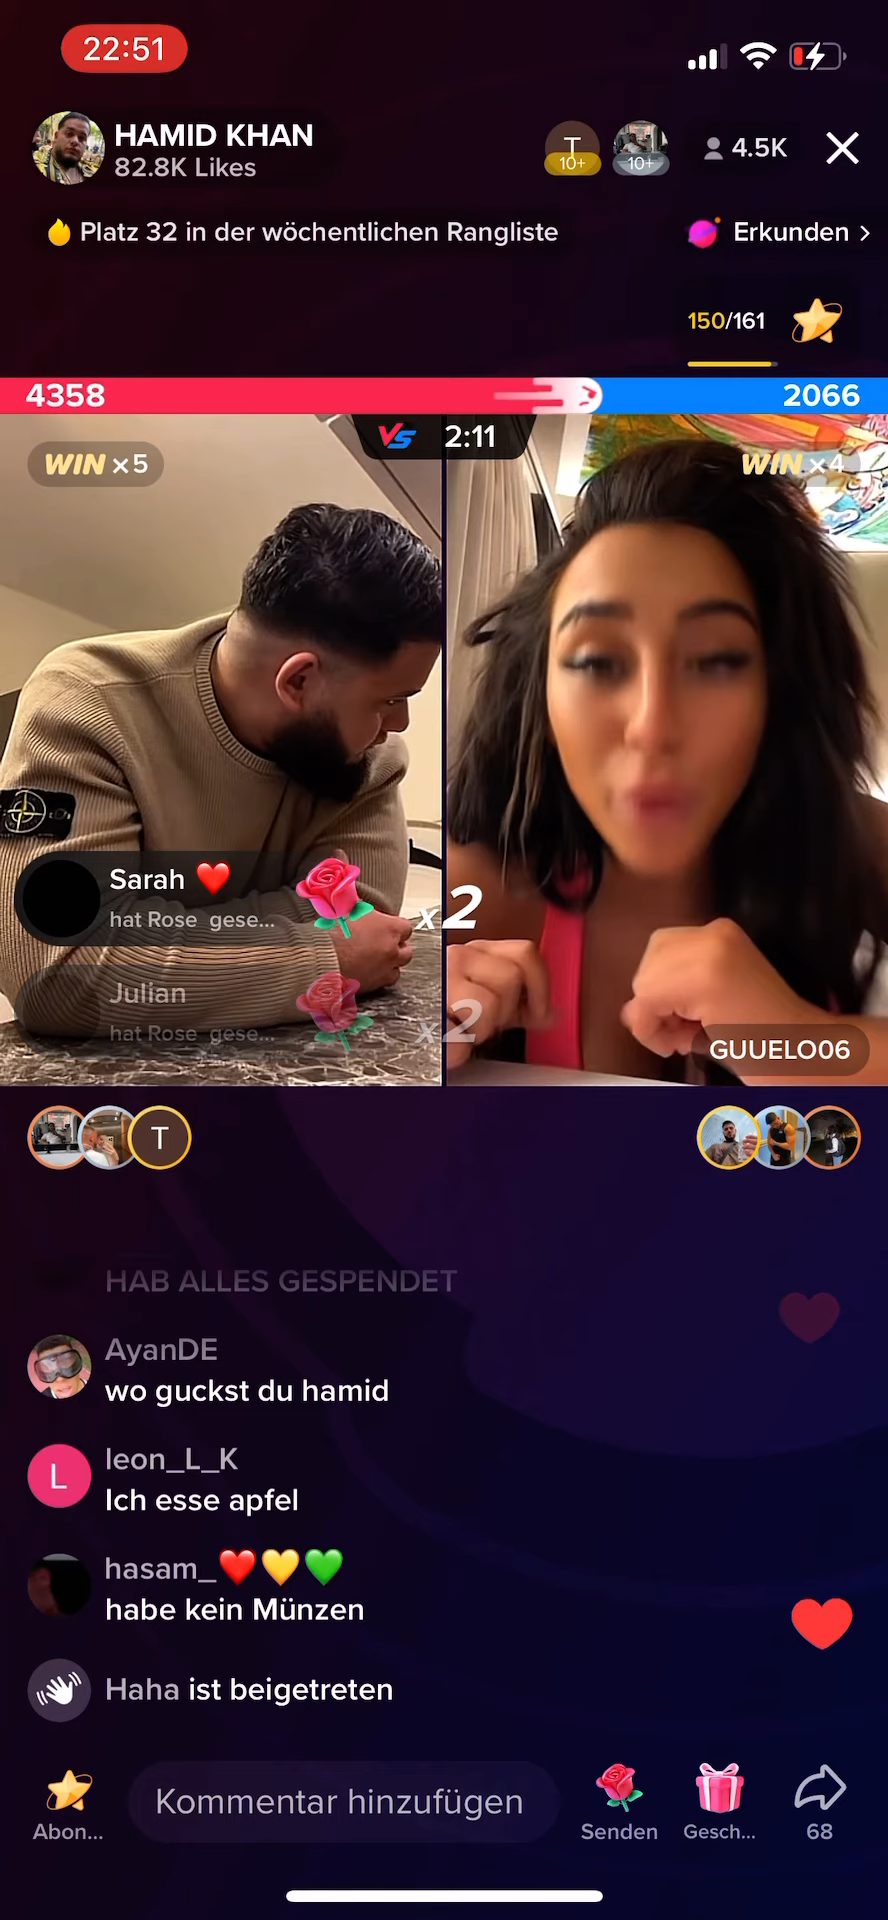 22:51
HAMID KHAN
82.8K Likes
T
10+
10+
4.5K
Platz 32 in der wöchentlichen Rangliste
Erkunden >
150/161
4358
2066
VS 2:11
WIN x5
WIN x4
Sarah ❤️
hat Rose gese...
x2
Julian
hat Rose gese...
x2
GUUELO06
T
HAB ALLES GESPENDET
AyanDE
wo guckst du hamid
L
leon_L_K
Ich esse apfel
hasam_❤️💛💚
habe kein Münzen
Haha ist beigetreten
Abon...
Kommentar hinzufügen
Senden
Gesch...
68